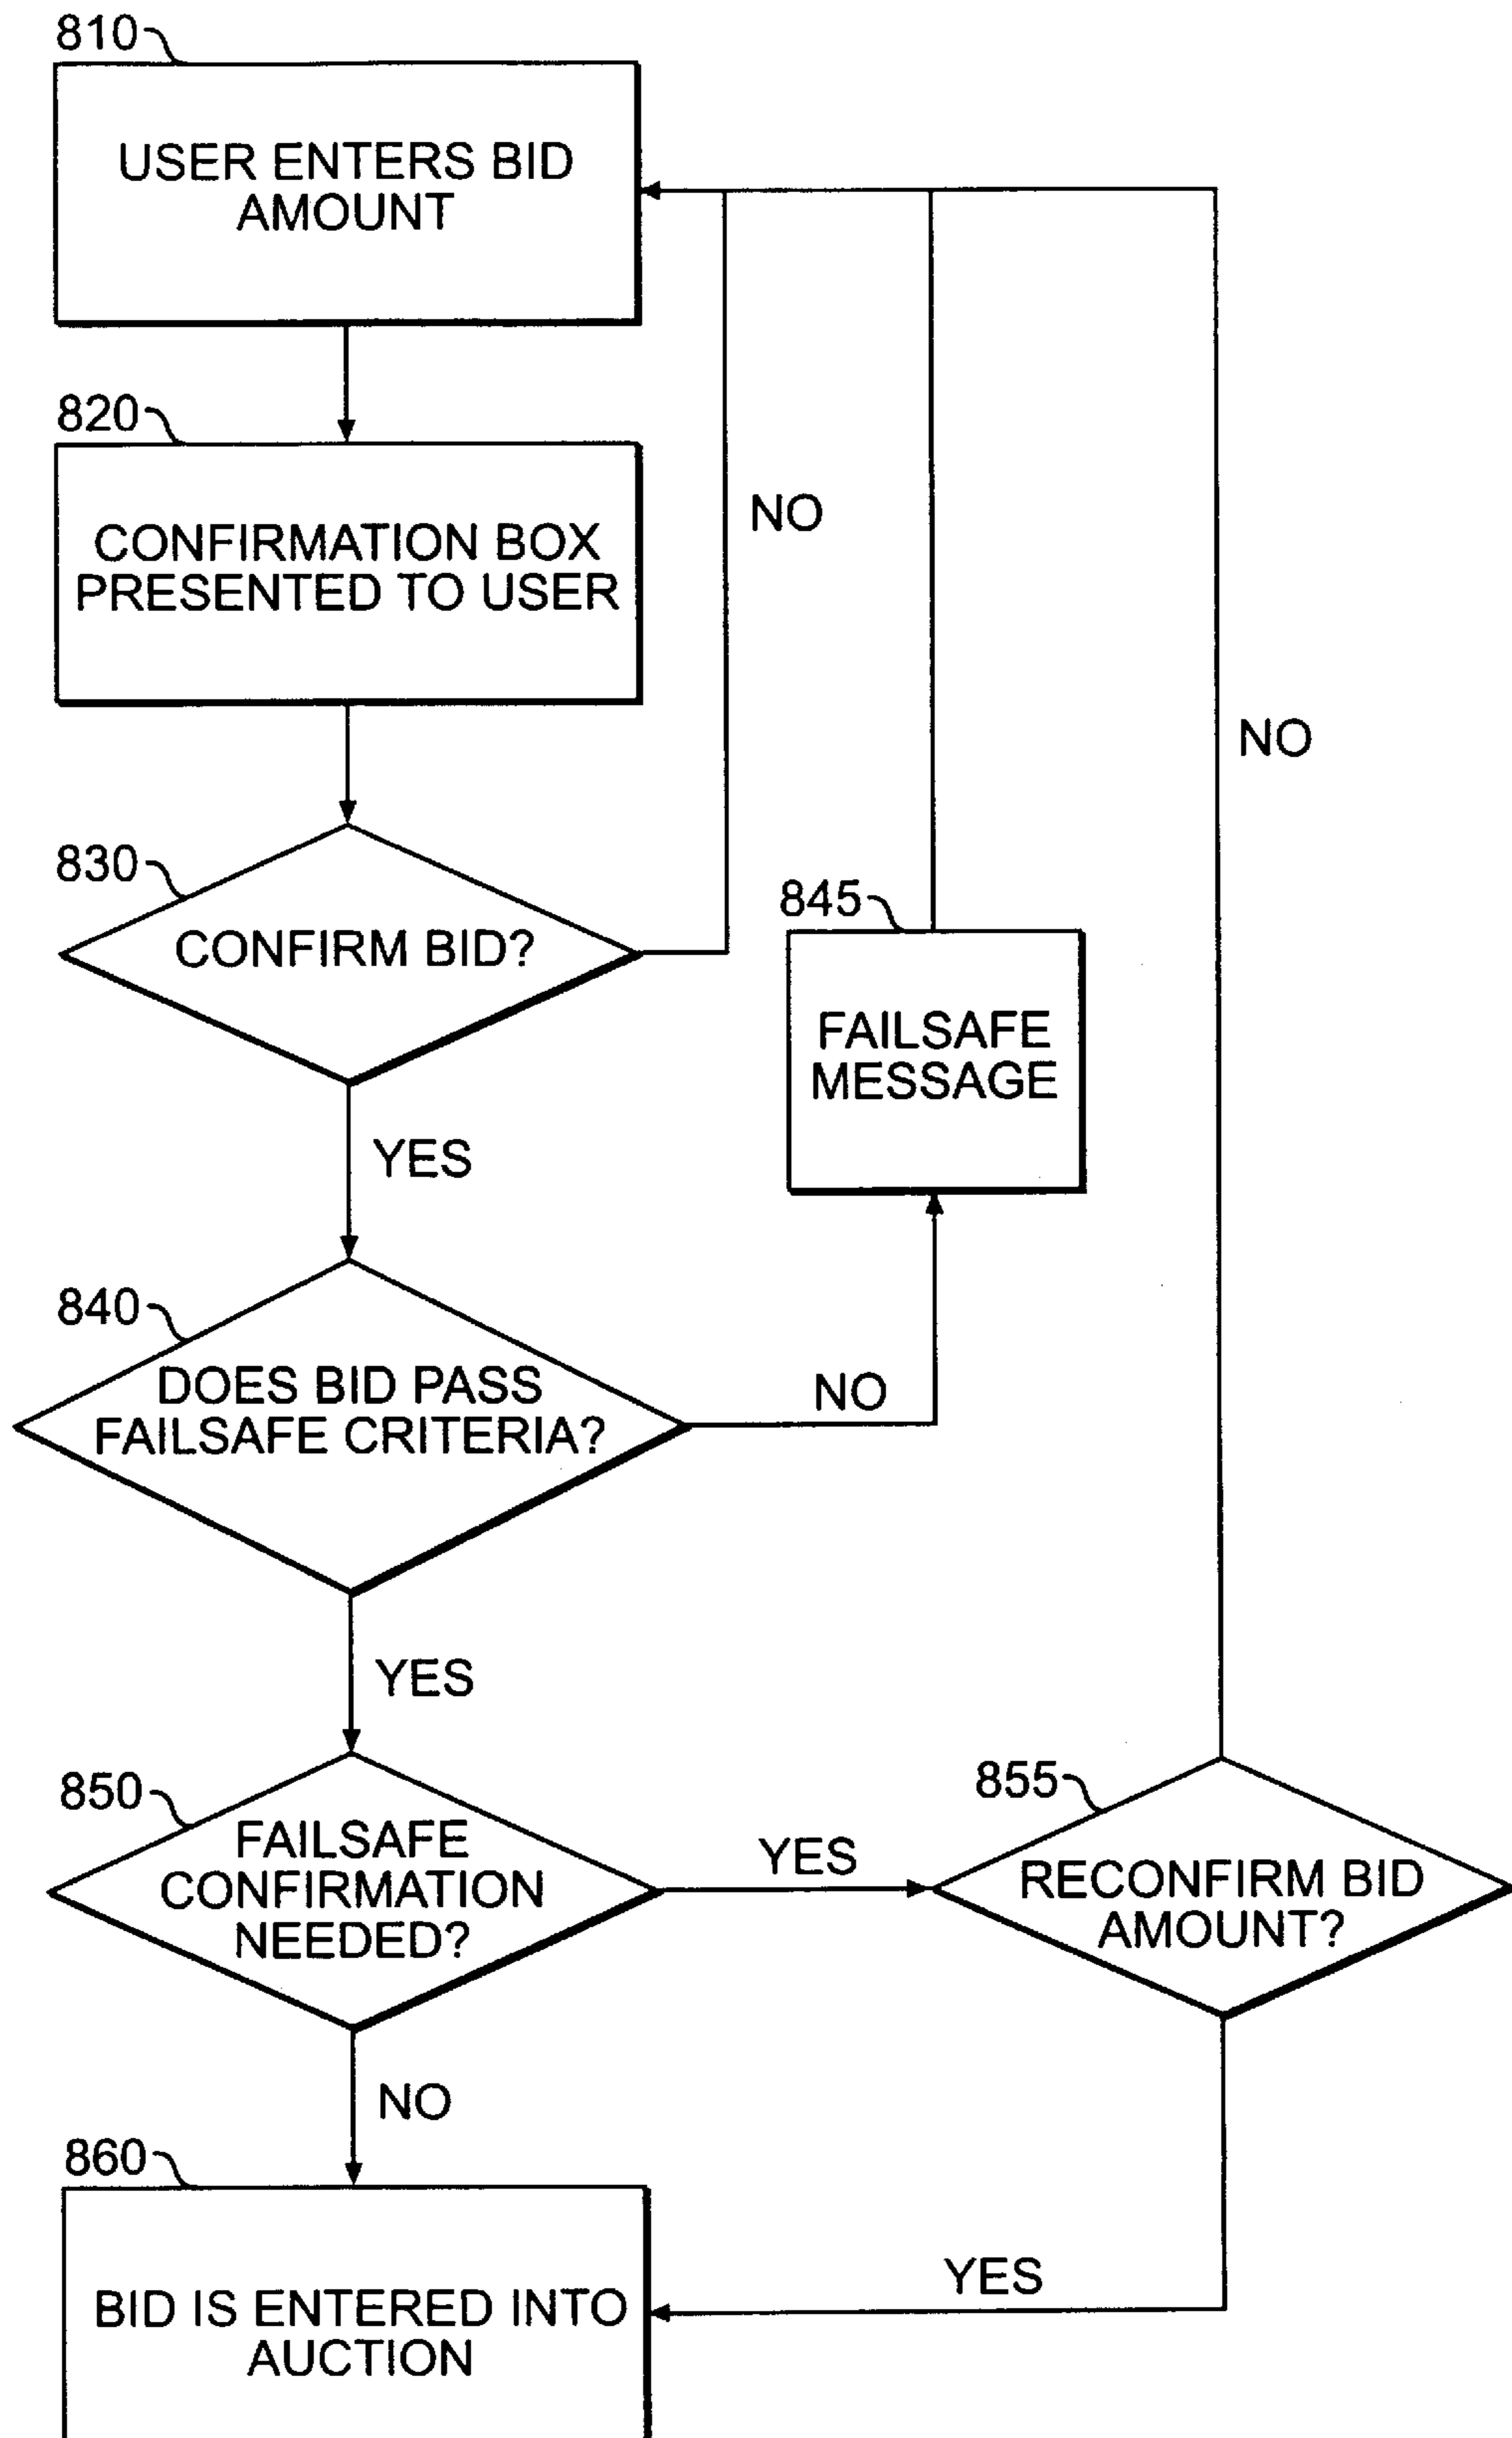 810
USER ENTERS BID
AMOUNT
820
CONFIRMATION BOX
PRESENTED TO USER
NO
NO
830
CONFIRM BID?
845
FAILSAFE
MESSAGE
YES
840
DOES BID PASS
FAILSAFE CRITERIA?
NO
YES
850
FAILSAFE
CONFIRMATION
NEEDED?
YES
855
RECONFIRM BID
AMOUNT?
NO
860
BID IS ENTERED INTO
AUCTION
YES